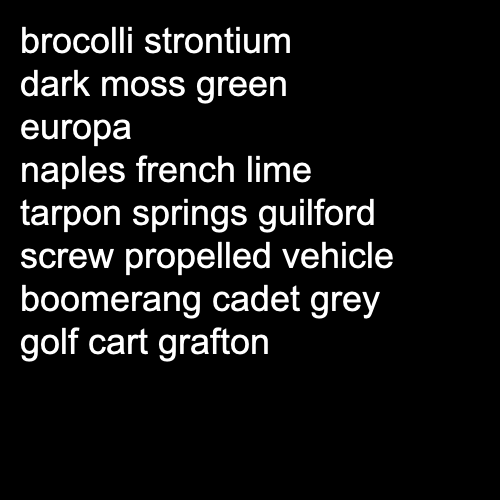 brocolli strontium
dark moss green
europa
naples french lime
tarpon springs guilford
screw propelled vehicle
boomerang cadet grey
golf cart grafton